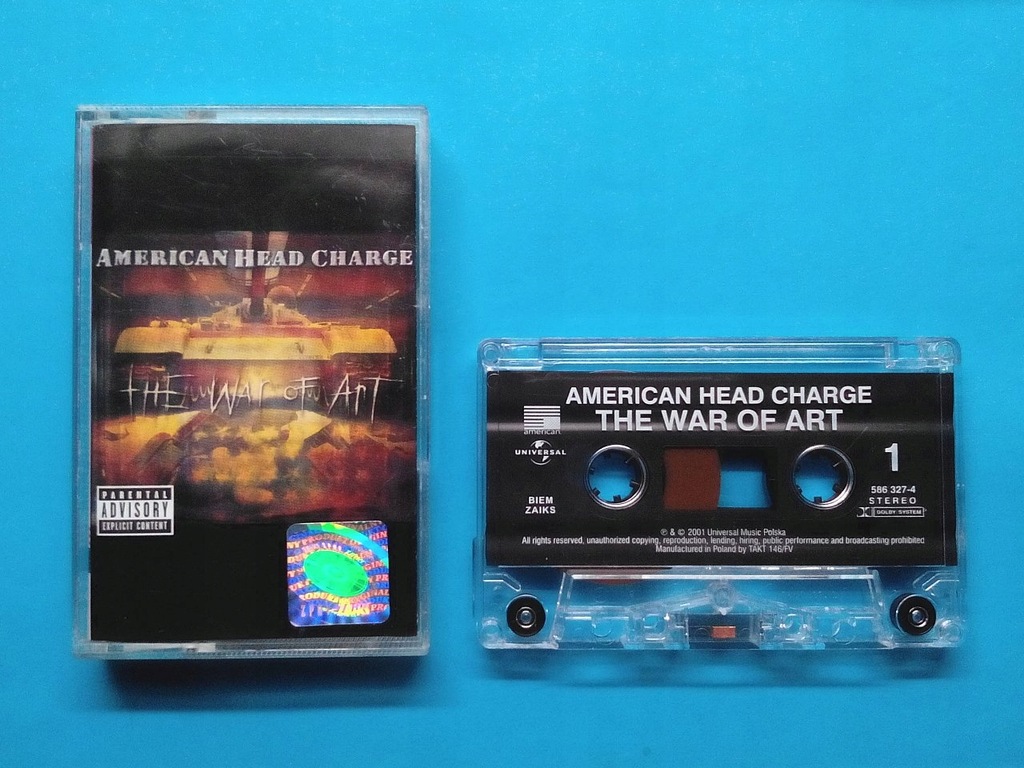 AMERICAN HEAD CHARGE
THE WAR OF ART
PARENTAL
ADVISORY
EXPLICIT CONTENT
AMERICAN HEAD CHARGE
THE WAR OF ART
american
UNIVERSAL
1
BIEM
ZAIKS
586 327-4
STEREO
DOLBY SYSTEM
℗ & © 2001 Universal Music Polska
All rights reserved, unauthorized copying, reproduction, lending, hiring, public performance and broadcasting prohibited
Manufactured in Poland by TAKT 146/FV